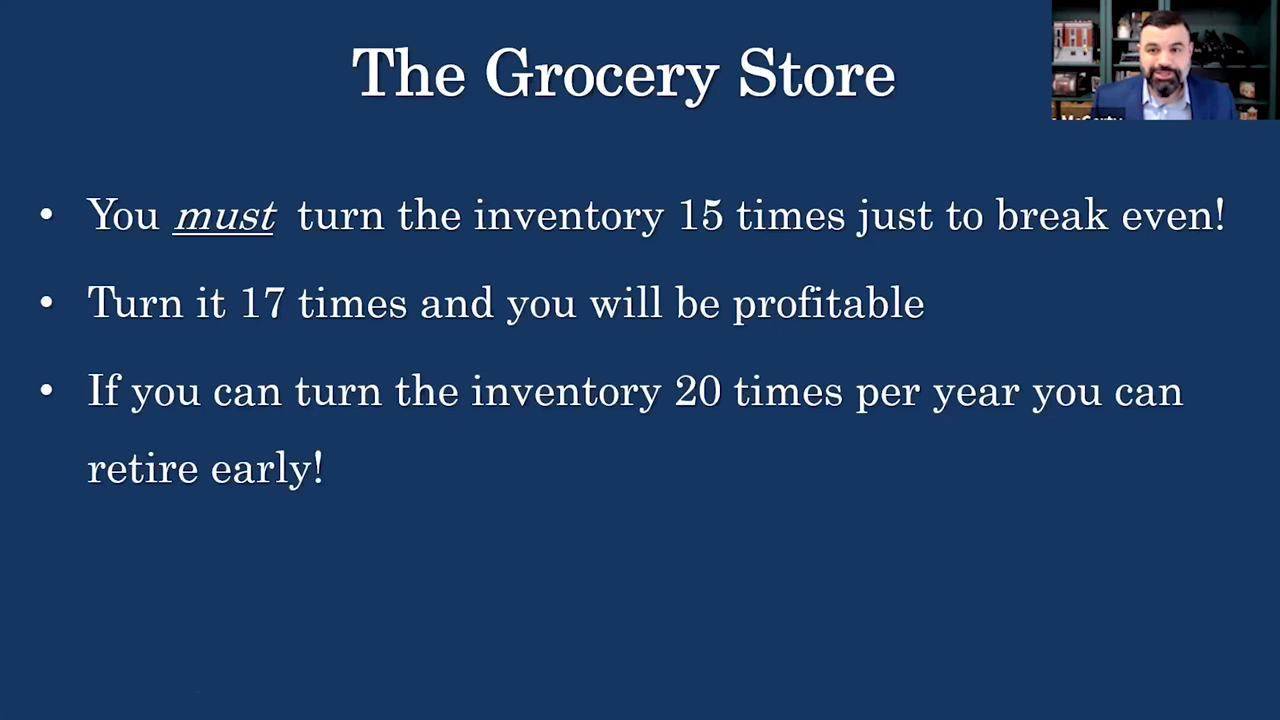 The Grocery Store
• You must turn the inventory 15 times just to break even!
• Turn it 17 times and you will be profitable
• If you can turn the inventory 20 times per year you can
retire early!